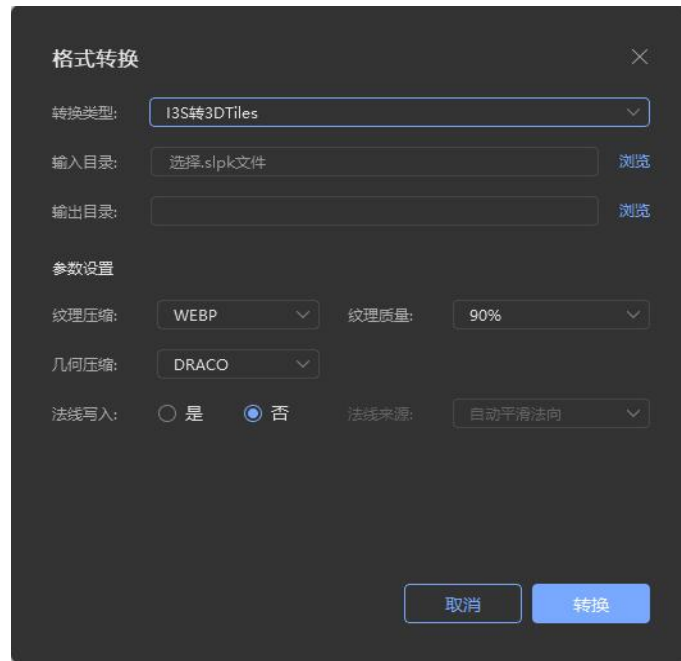 格式转换
转换类型: I3S转3DTiles
输入目录: 选择.slpk文件 浏览
输出目录: 浏览
参数设置
纹理压缩: WEBP 纹理质量: 90%
几何压缩: DRACO
法线写入: 是 否 法线来源: 自动平滑法向
取消 转换